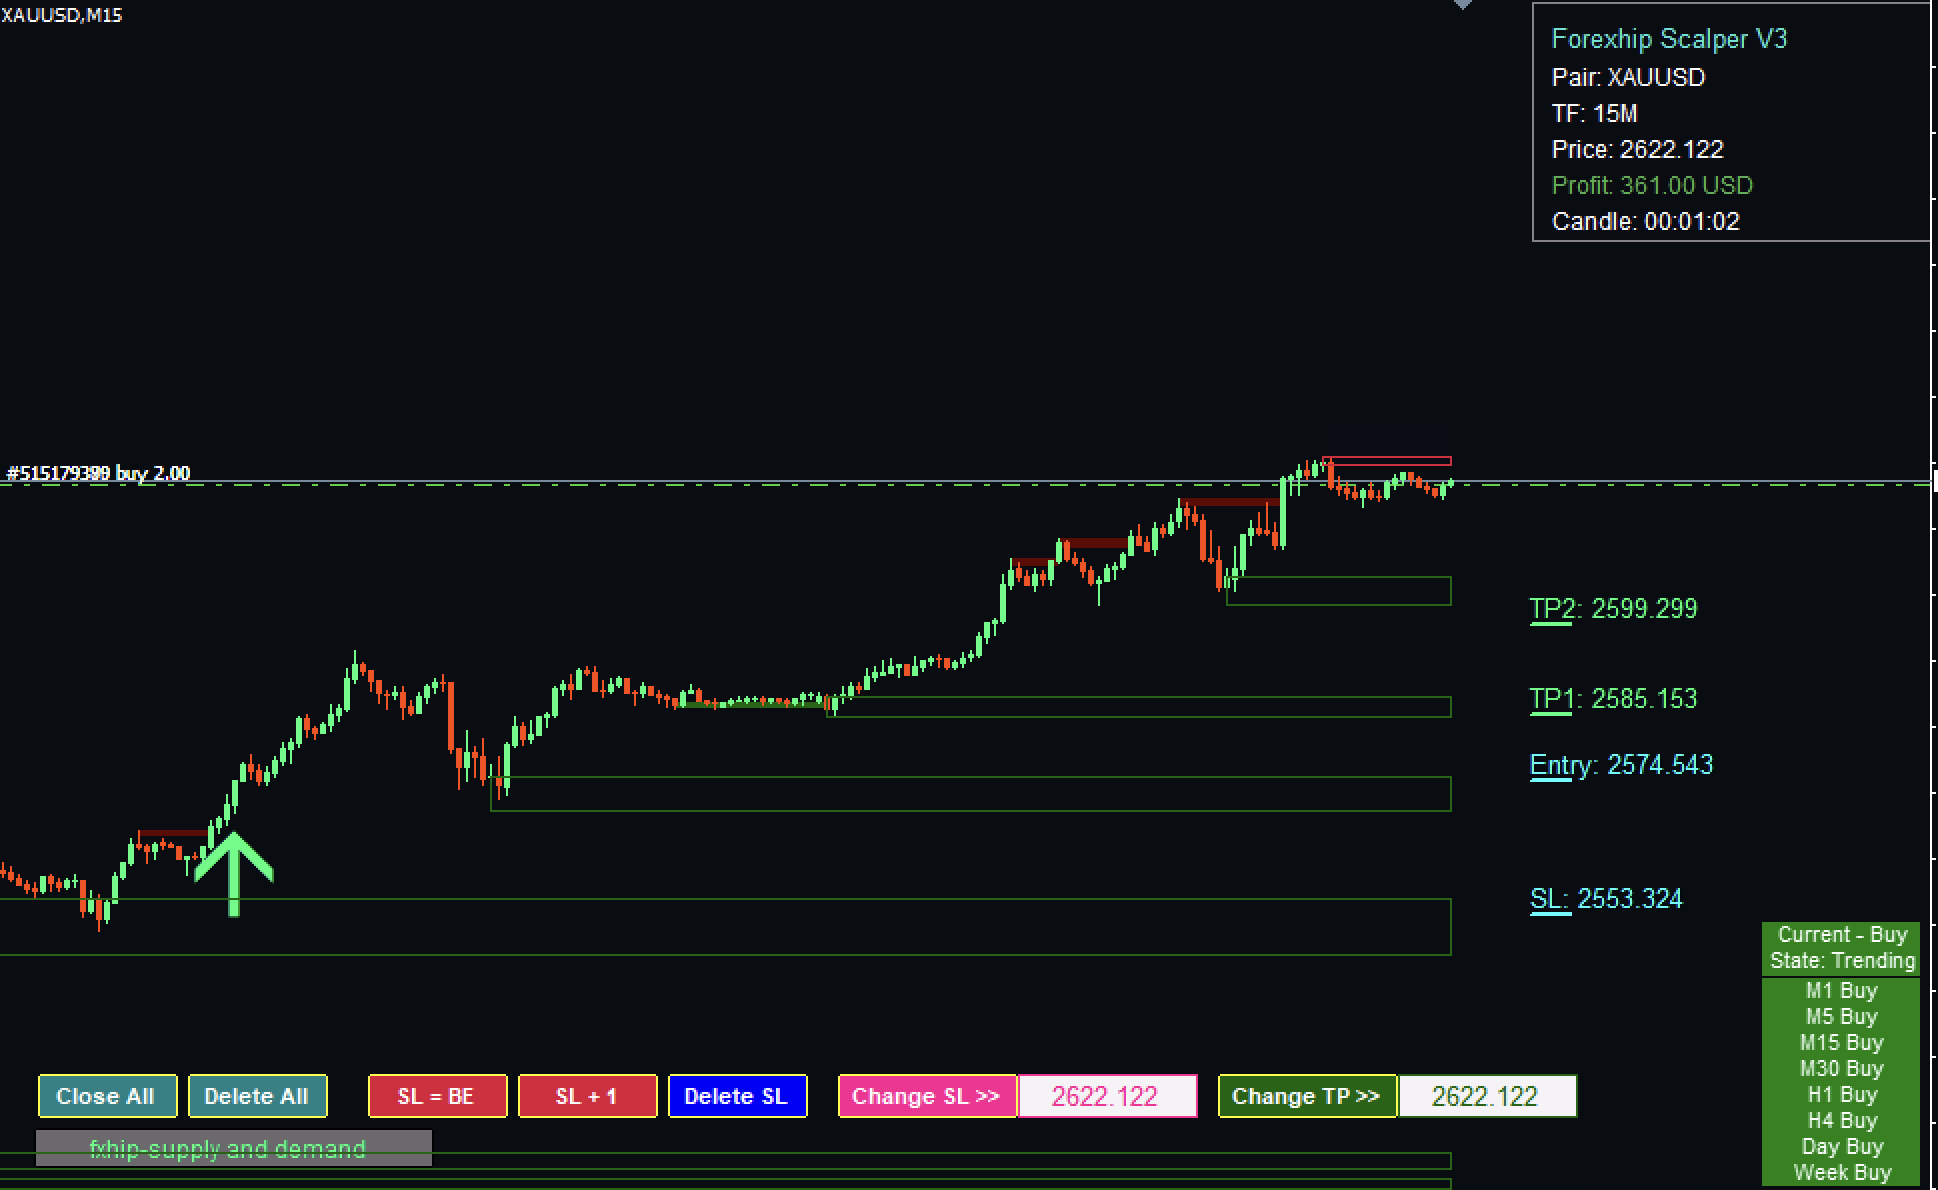 XAUUSD,M15
Forexhip Scalper V3
Pair: XAUUSD
TF: 15M
Price: 2622.122
Profit: 361.00 USD
Candle: 00:01:02
buy 2.00
TP2: 2599.299
TP1: 2585.153
Entry: 2574.543
SL: 2553.324
Current - Buy
State: Trending
M1 Buy
M5 Buy
M15 Buy
M30 Buy
H1 Buy
H4 Buy
Day Buy
Week Buy
Close All
Delete All
SL = BE
SL + 1
Delete SL
Change SL >>
2622.122
Change TP >>
2622.122
fxhip-supply and demand